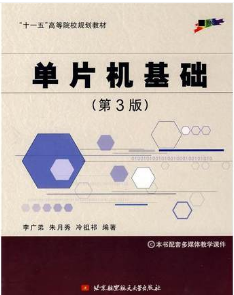 "十一五"高等院校规划教材
单片机基础
(第3版)
李广弟 朱月秀 冷祖祁 编著
本书配套多媒体教学课件
北京航空航天大学出版社